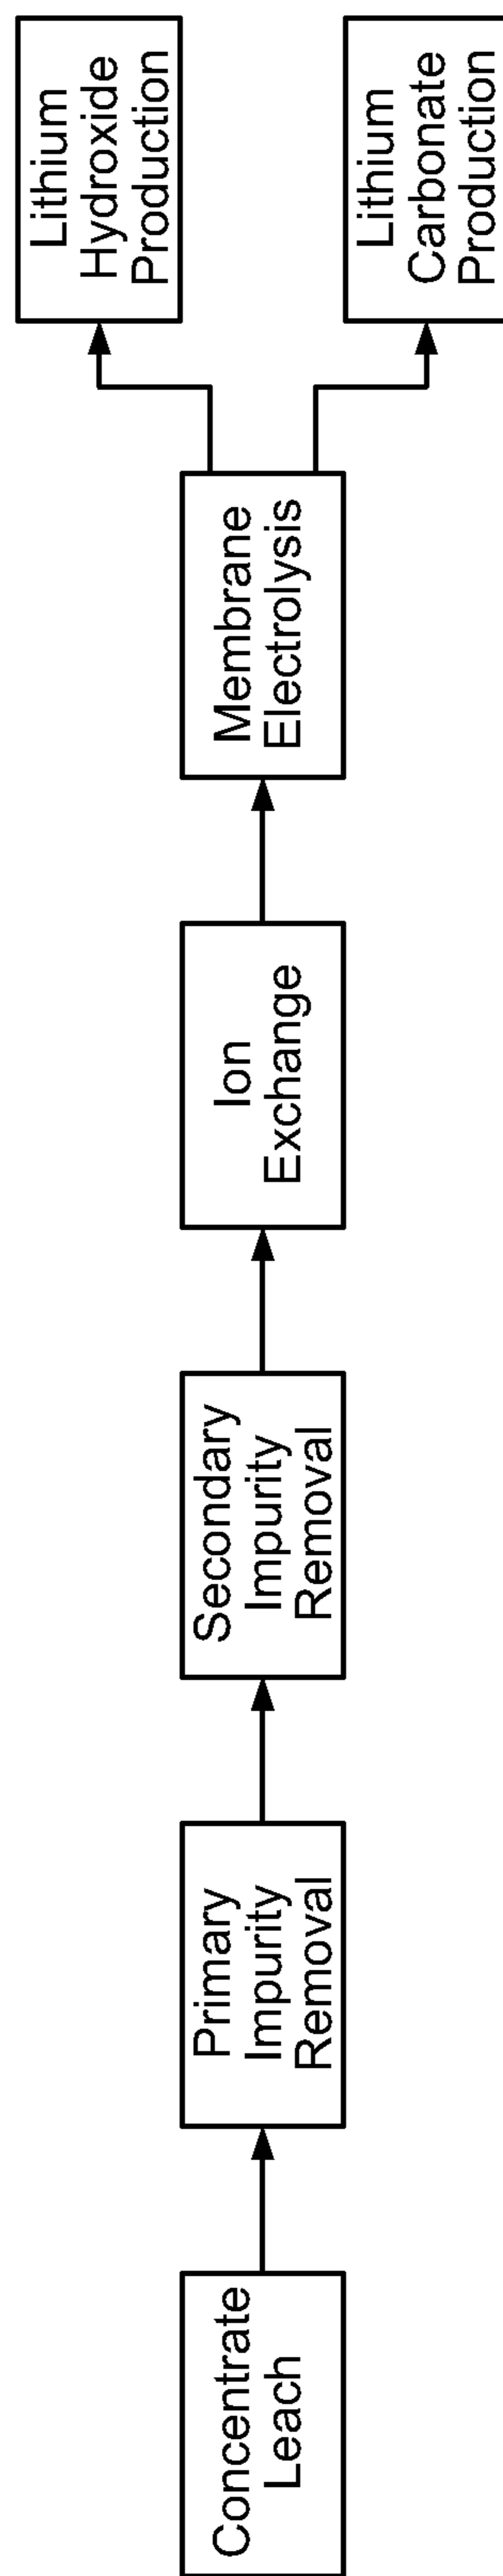 Concentrate
Leach
Primary
Impurity
Removal
Secondary
Impurity
Removal
Ion
Exchange
Membrane
Electrolysis
Lithium
Hydroxide
Production
Lithium
Carbonate
Production